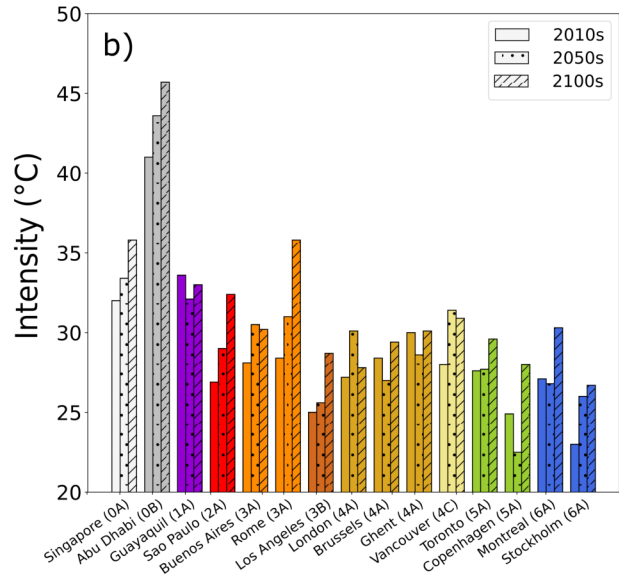 b)
2010s
2050s
2100s
Intensity (°C)
50
45
40
35
30
25
20
Singapore (0A)
Abu Dhabi (0B)
Guayaquil (1A)
Sao Paulo (2A)
Buenos Aires (3A)
Rome (3A)
Los Angeles (3B)
London (4A)
Brussels (4A)
Ghent (4A)
Vancouver (4C)
Toronto (5A)
Copenhagen (5A)
Montreal (6A)
Stockholm (6A)